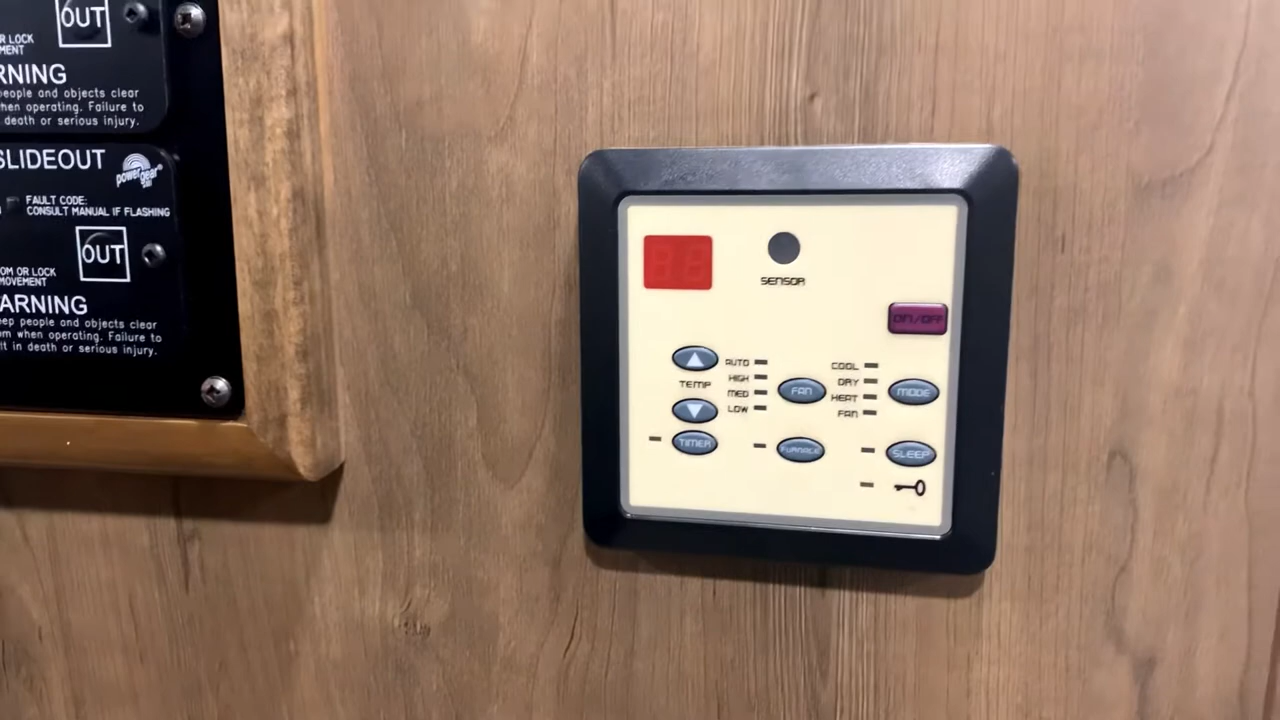 OUT
R LOCK
MENT
RNING
people and objects clear
hen operating. Failure to
death or serious injury.
SLIDEOUT
power gear
FAULT CODE:
CONSULT MANUAL IF FLASHING
OUT
OM OR LOCK
MOVEMENT
ARNING
eep people and objects clear
om when operating. Failure to
lt in death or serious injury.
SENSOR
ON/OFF
TEMP
AUTO
HIGH
MED
LOW
FAN
COOL
DRY
HEAT
FAN
MODE
TIMER
FURNACE
SLEEP